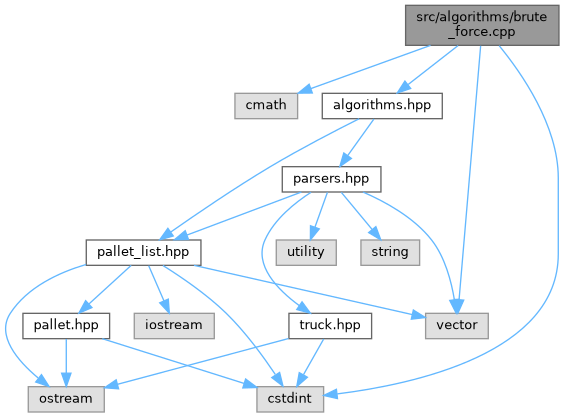 src/algorithms/brute
_force.cpp
cmath
algorithms.hpp
parsers.hpp
pallet_list.hpp
utility
string
pallet.hpp
iostream
truck.hpp
vector
ostream
cstdint